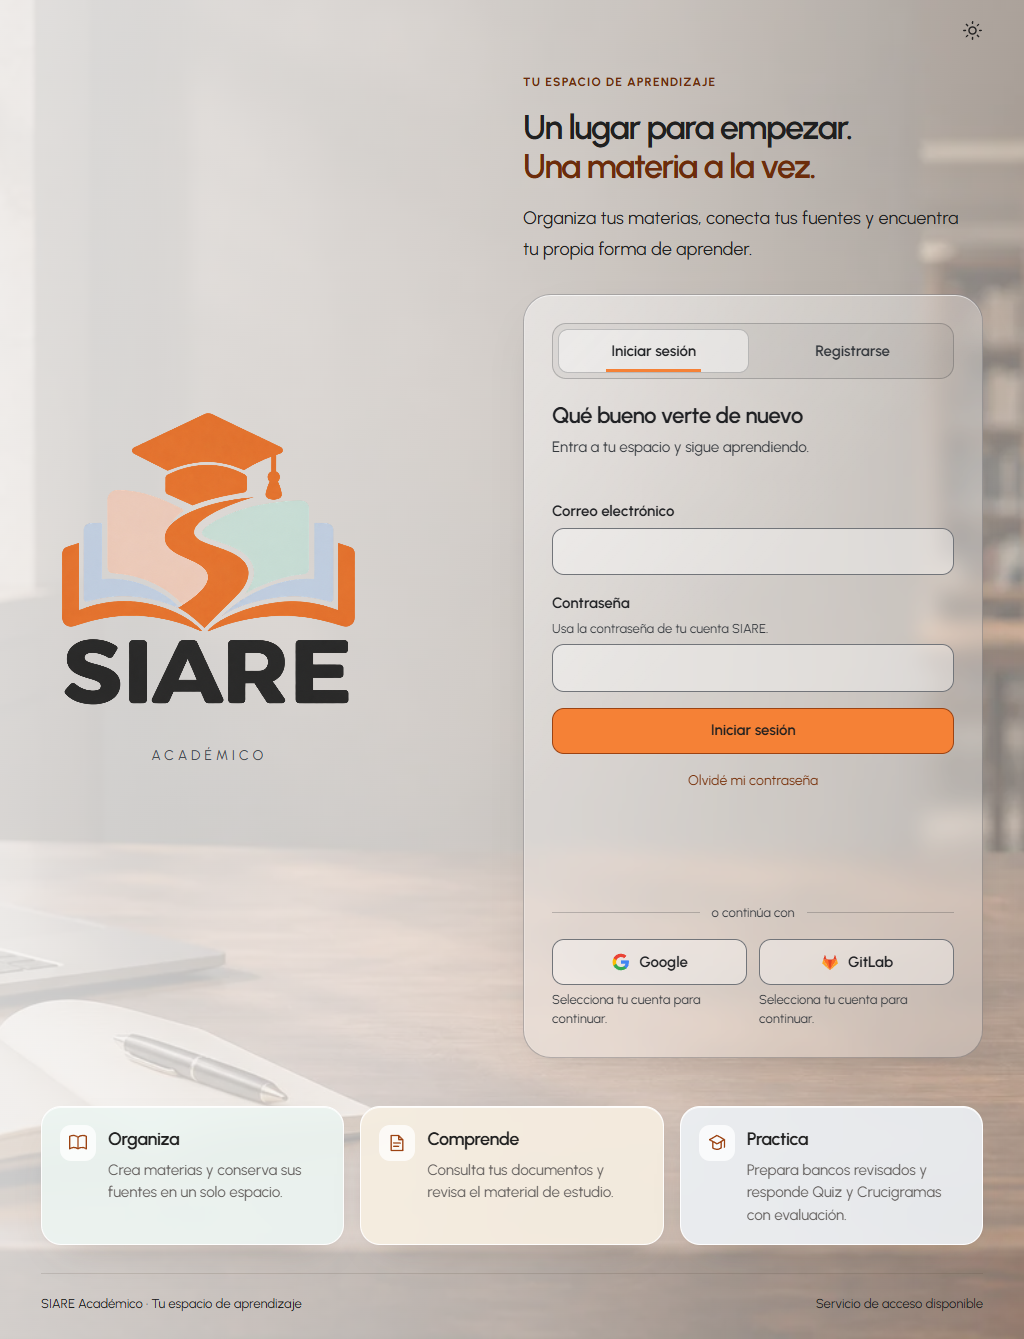 TU ESPACIO DE APRENDIZAJE
Un lugar para empezar.
Una materia a la vez.
Organiza tus materias, conecta tus fuentes y encuentra
tu propia forma de aprender.
SIARE
ACADÉMICO
Iniciar sesión
Registrarse
Qué bueno verte de nuevo
Entra a tu espacio y sigue aprendiendo.
Correo electrónico
Contraseña
Usa la contraseña de tu cuenta SIARE.
Iniciar sesión
Olvidé mi contraseña
o continúa con
Google
Selecciona tu cuenta para
continuar.
GitLab
Selecciona tu cuenta para
continuar.
Organiza
Crea materias y conserva sus
fuentes en un solo espacio.
Comprende
Consulta tus documentos y
revisa el material de estudio.
Practica
Prepara bancos revisados y
responde Quiz y Crucigramas
con evaluación.
SIARE Académico · Tu espacio de aprendizaje
Servicio de acceso disponible